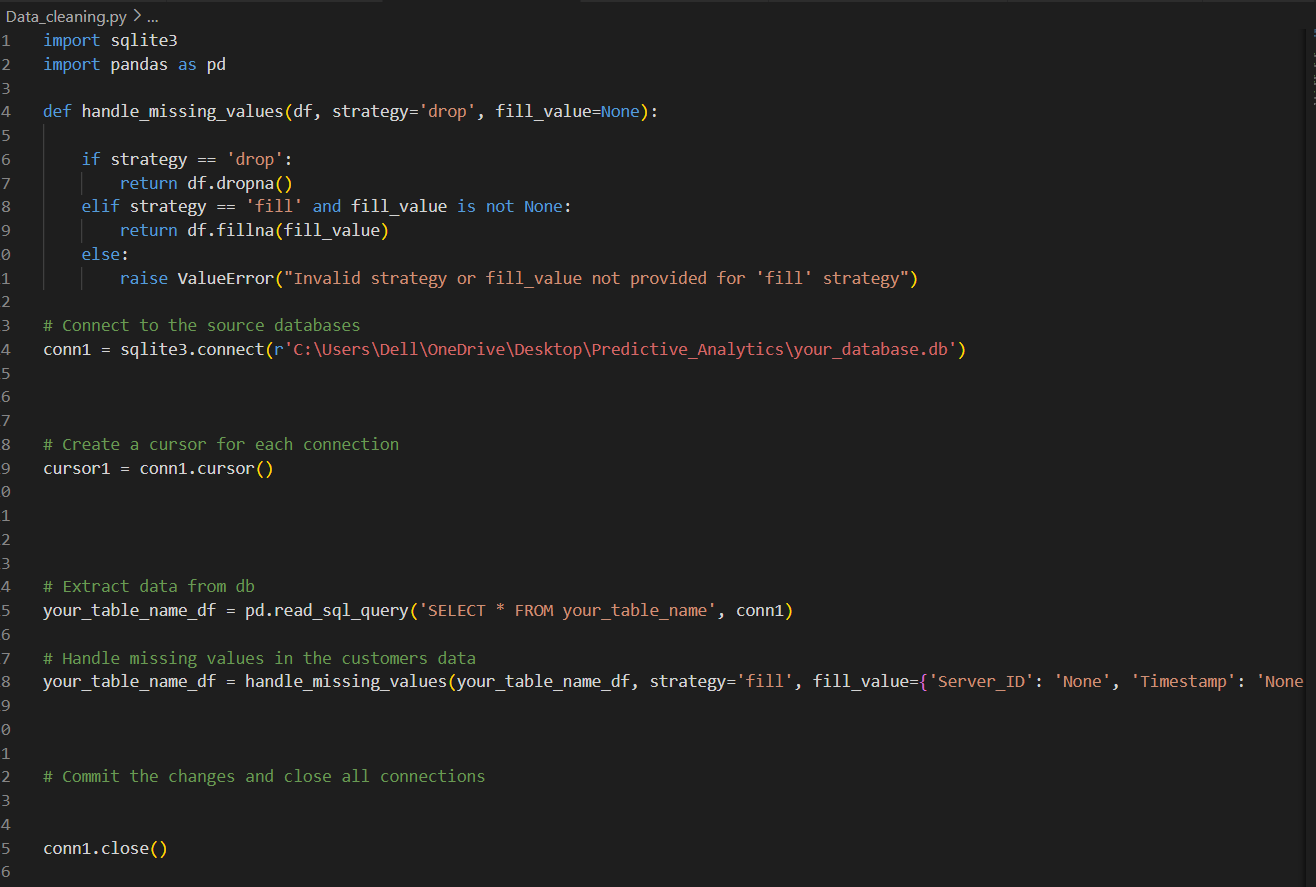 Data_cleaning.py > ...
1 import sqlite3
2 import pandas as pd
3
4 def handle_missing_values(df, strategy='drop', fill_value=None):
5
6     if strategy == 'drop':
7         return df.dropna()
8     elif strategy == 'fill' and fill_value is not None:
9         return df.fillna(fill_value)
0     else:
1         raise ValueError("Invalid strategy or fill_value not provided for 'fill' strategy")
2
3 # Connect to the source databases
4 conn1 = sqlite3.connect(r'C:\Users\Dell\OneDrive\Desktop\Predictive_Analytics\your_database.db')
5
6
7
8 # Create a cursor for each connection
9 cursor1 = conn1.cursor()
0
1
2
3
4 # Extract data from db
5 your_table_name_df = pd.read_sql_query('SELECT * FROM your_table_name', conn1)
6
7 # Handle missing values in the customers data
8 your_table_name_df = handle_missing_values(your_table_name_df, strategy='fill', fill_value={'Server_ID': 'None', 'Timestamp': 'None
9
0
1
2 # Commit the changes and close all connections
3
4
5 conn1.close()
6